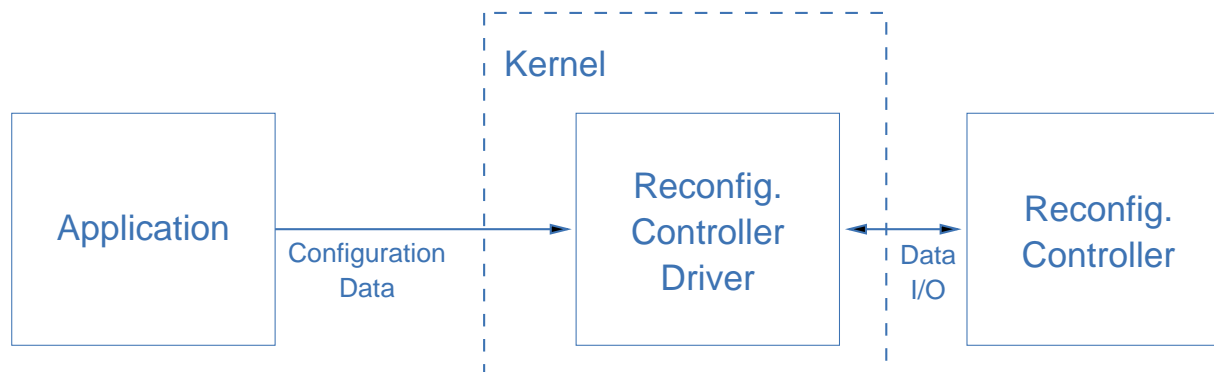 Kernel
Application
Configuration
Data
Reconfig.
Controller
Driver
Data
I/O
Reconfig.
Controller